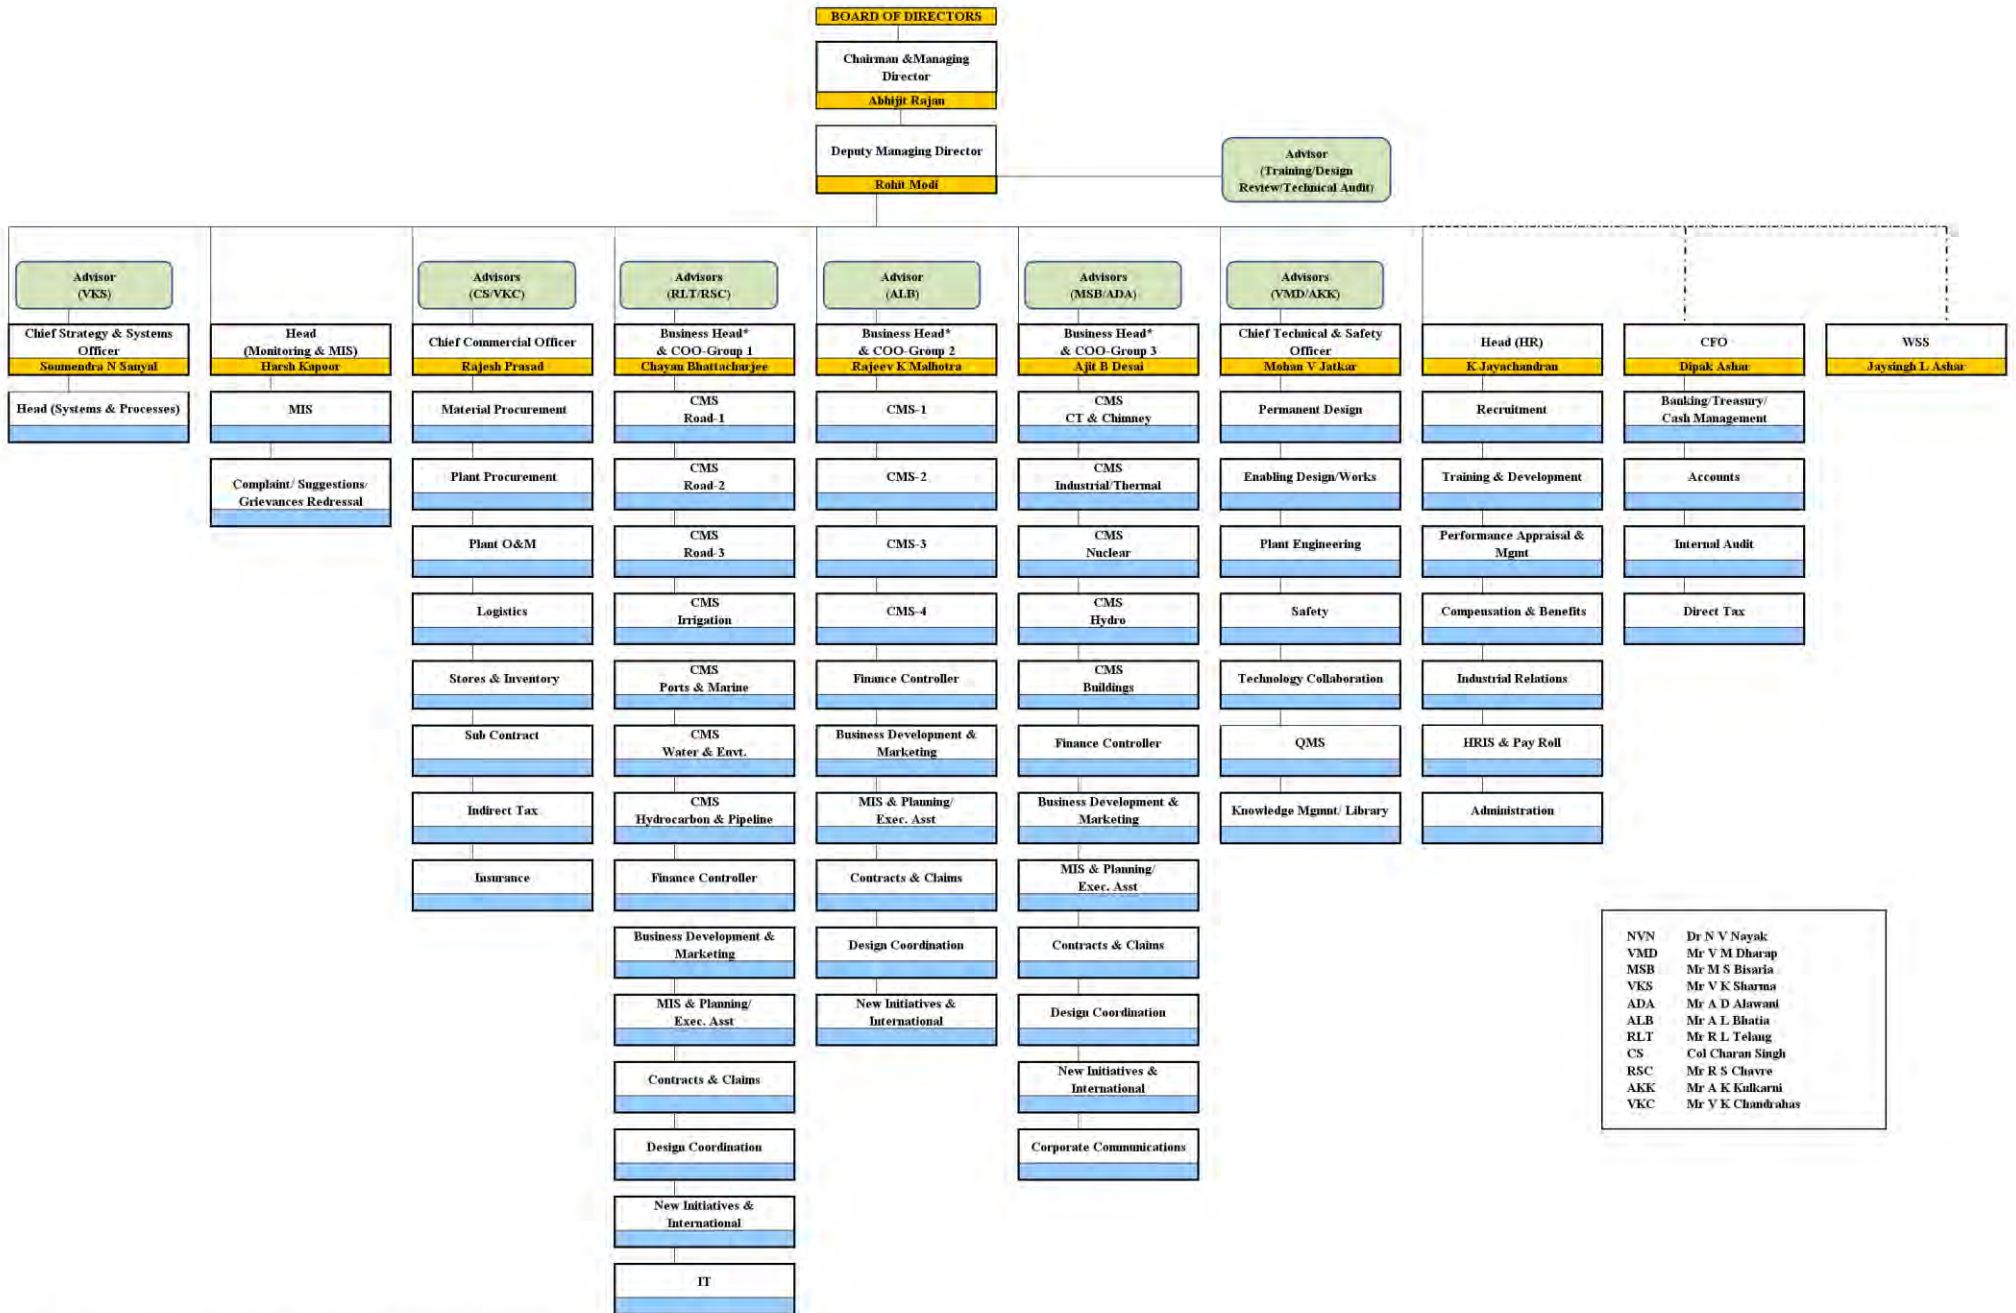 BOARD OF DIRECTORS
Chairman &Managing
Director
Abhijit Rajan
Deputy Managing Director
Rohit Modi
Advisor
(Training/Design
Review/Technical Audit)
Advisor
(VKS)
Chief Strategy & Systems
Officer
Soumendra N Sanyal
Head (Systems & Processes)
Head
(Monitoring & MIS)
Harsh Kapoor
MIS
Complaint/ Suggestions/
Grievances Redressal
Advisors
(CS/VKC)
Chief Commercial Officer
Rajesh Prasad
Material Procurement
Plant Procurement
Plant O&M
Logistics
Stores & Inventory
Sub Contract
Indirect Tax
Insurance
Advisors
(RLT/RSC)
Business Head*
& COO-Group 1
Chayan Bhattacharjee
CMS
Road-1
CMS
Road-2
CMS
Road-3
CMS
Irrigation
CMS
Ports & Marine
CMS
Water & Envt.
CMS
Hydrocarbon & Pipeline
Finance Controller
Business Development &
Marketing
MIS & Planning/
Exec. Asst
Contracts & Claims
Design Coordination
New Initiatives &
International
IT
Advisor
(ALB)
Business Head*
& COO-Group 2
Rajeev K Malhotra
CMS-1
CMS-2
CMS-3
CMS-4
Finance Controller
Business Development &
Marketing
MIS & Planning/
Exec. Asst
Contracts & Claims
Design Coordination
New Initiatives &
International
Advisors
(MSB/ADA)
Business Head*
& COO-Group 3
Ajit B Desai
CMS
CT & Chimney
CMS
Industrial/Thermal
CMS
Nuclear
CMS
Hydro
CMS
Buildings
Finance Controller
Business Development &
Marketing
MIS & Planning/
Exec. Asst
Contracts & Claims
Design Coordination
New Initiatives &
International
Corporate Communications
Advisors
(VMD/AKK)
Chief Technical & Safety
Officer
Mohan V Jatkar
Permanent Design
Enabling Design/Works
Plant Engineering
Safety
Technology Collaboration
QMS
Knowledge Mgmnt/ Library
Head (HR)
K Jayachandran
Recruitment
Training & Development
Performance Appraisal &
Mgmt
Compensation & Benefits
Industrial Relations
HRIS & Pay Roll
Administration
CFO
Dipak Ashar
Banking/Treasury/
Cash Management
Accounts
Internal Audit
Direct Tax
WSS
Jaysingh L Ashar
NVN Dr N V Nayak
VMD Mr V M Dharap
MSB Mr M S Bisaria
VKS Mr V K Sharma
ADA Mr A D Alawani
ALB Mr A L Bhatia
RLT Mr R L Telang
CS Col Charan Singh
RSC Mr R S Chavre
AKK Mr A K Kulkarni
VKC Mr V K Chandrahas